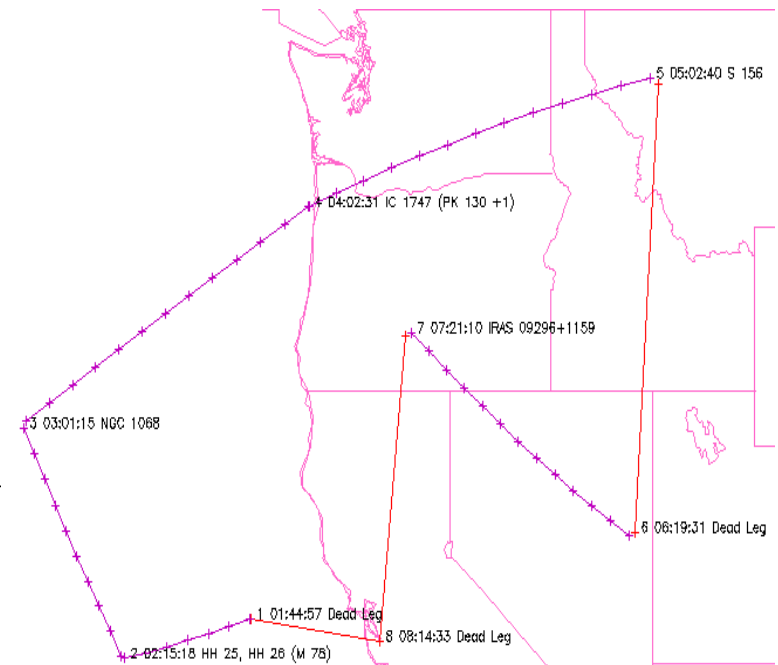 5 05:02:40 S 156
4 04:02:31 IC 1747 (PK 130 +1)
7 07:21:10 IRAS 09296+1159
3 03:01:15 NGC 1068
6 06:19:31 Dead Leg
1 01:44:57 Dead Leg
8 08:14:33 Dead Leg
2 02:15:18 HH 25, HH 26 (M 78)